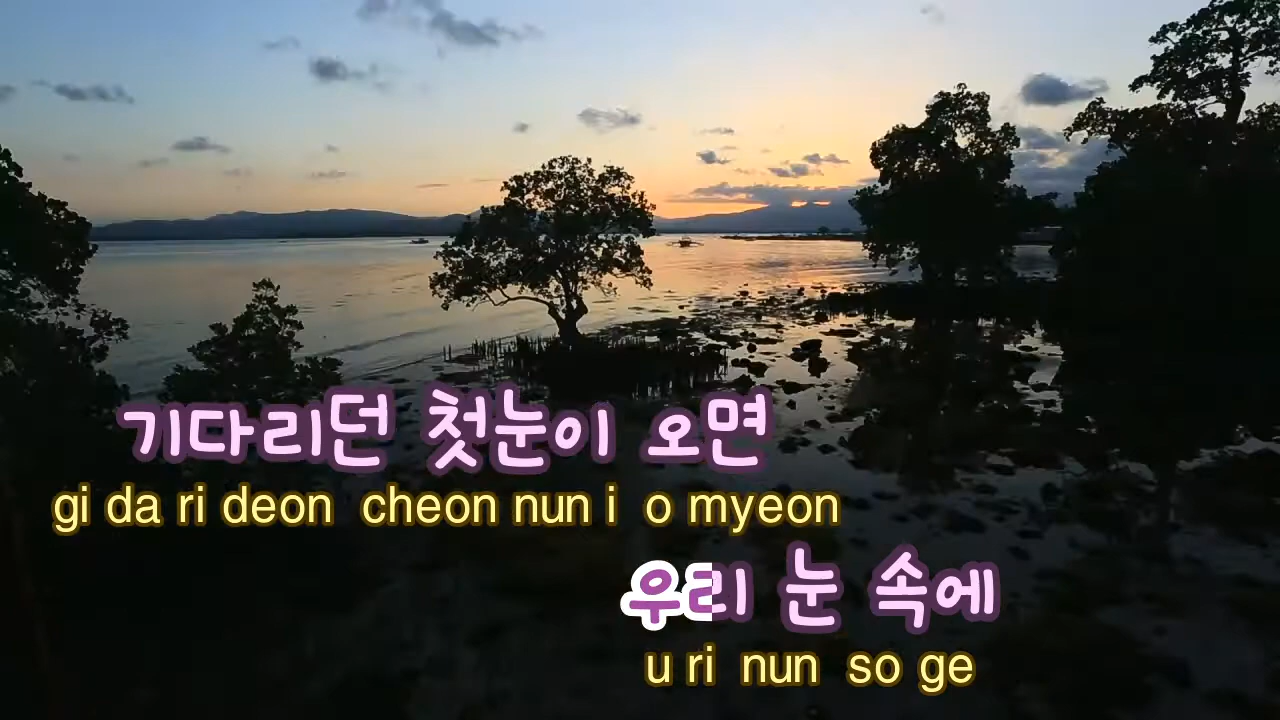 기다리던 첫눈이 오면
gi da ri deon cheon nun i o myeon
우리 눈 속에
u ri nun so ge